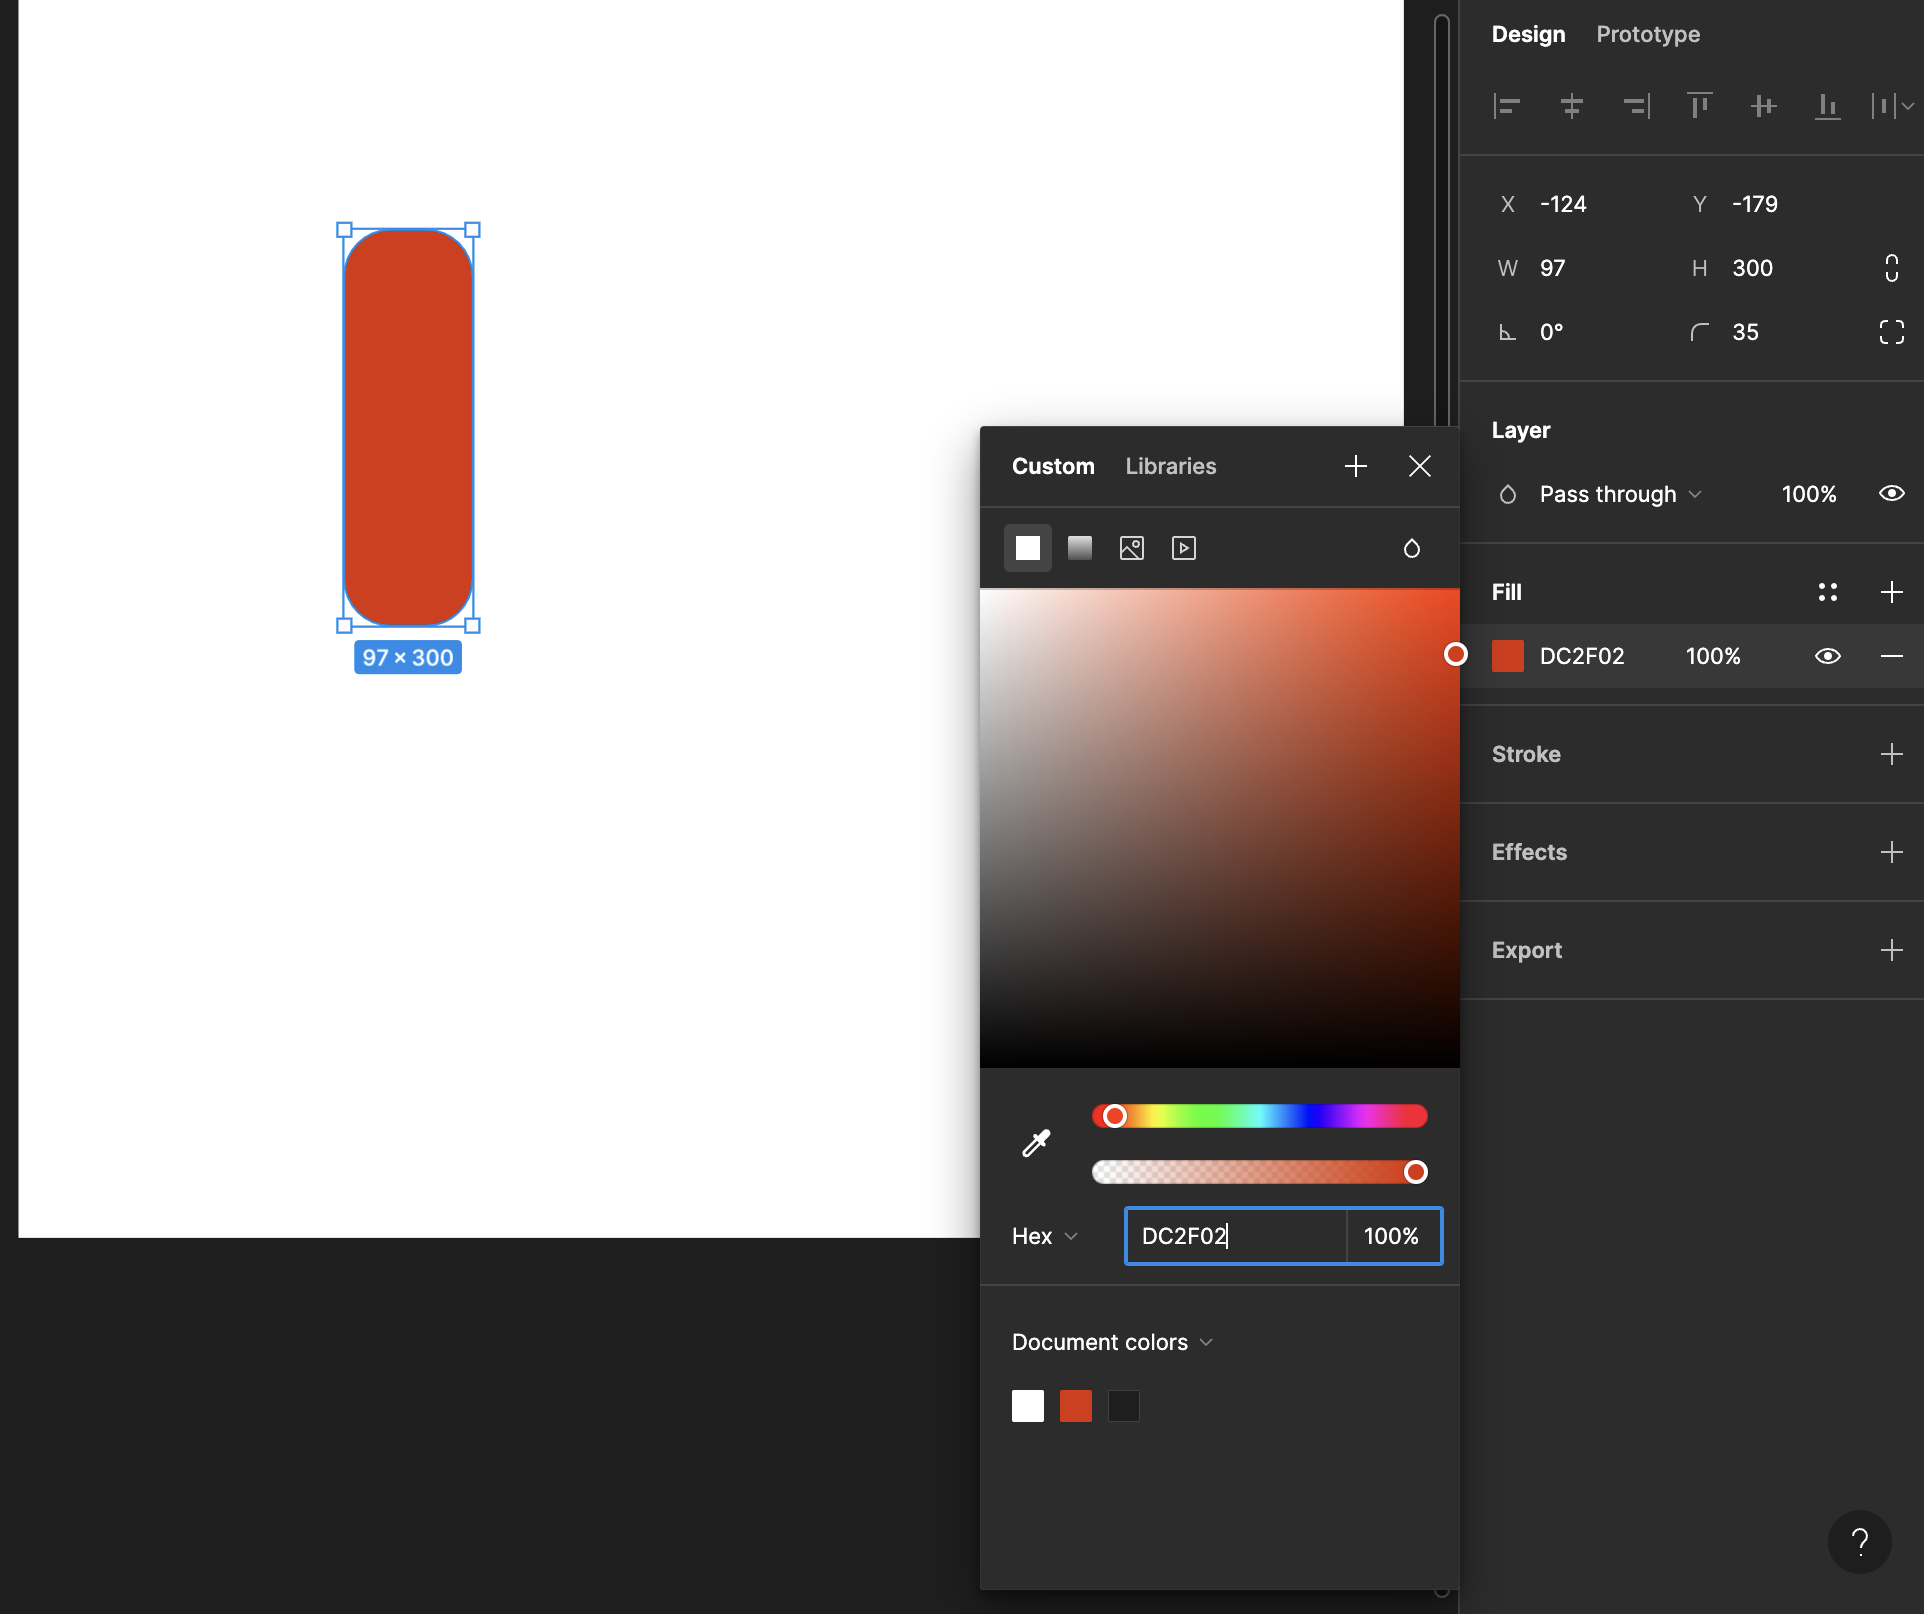 Design Prototype
X -124 Y -179
W 97 H 300
0° 35
Layer
Pass through 100%
Fill
DC2F02 100%
Stroke
Effects
Export
97 × 300
Custom Libraries
Hex DC2F02 100%
Document colors
?